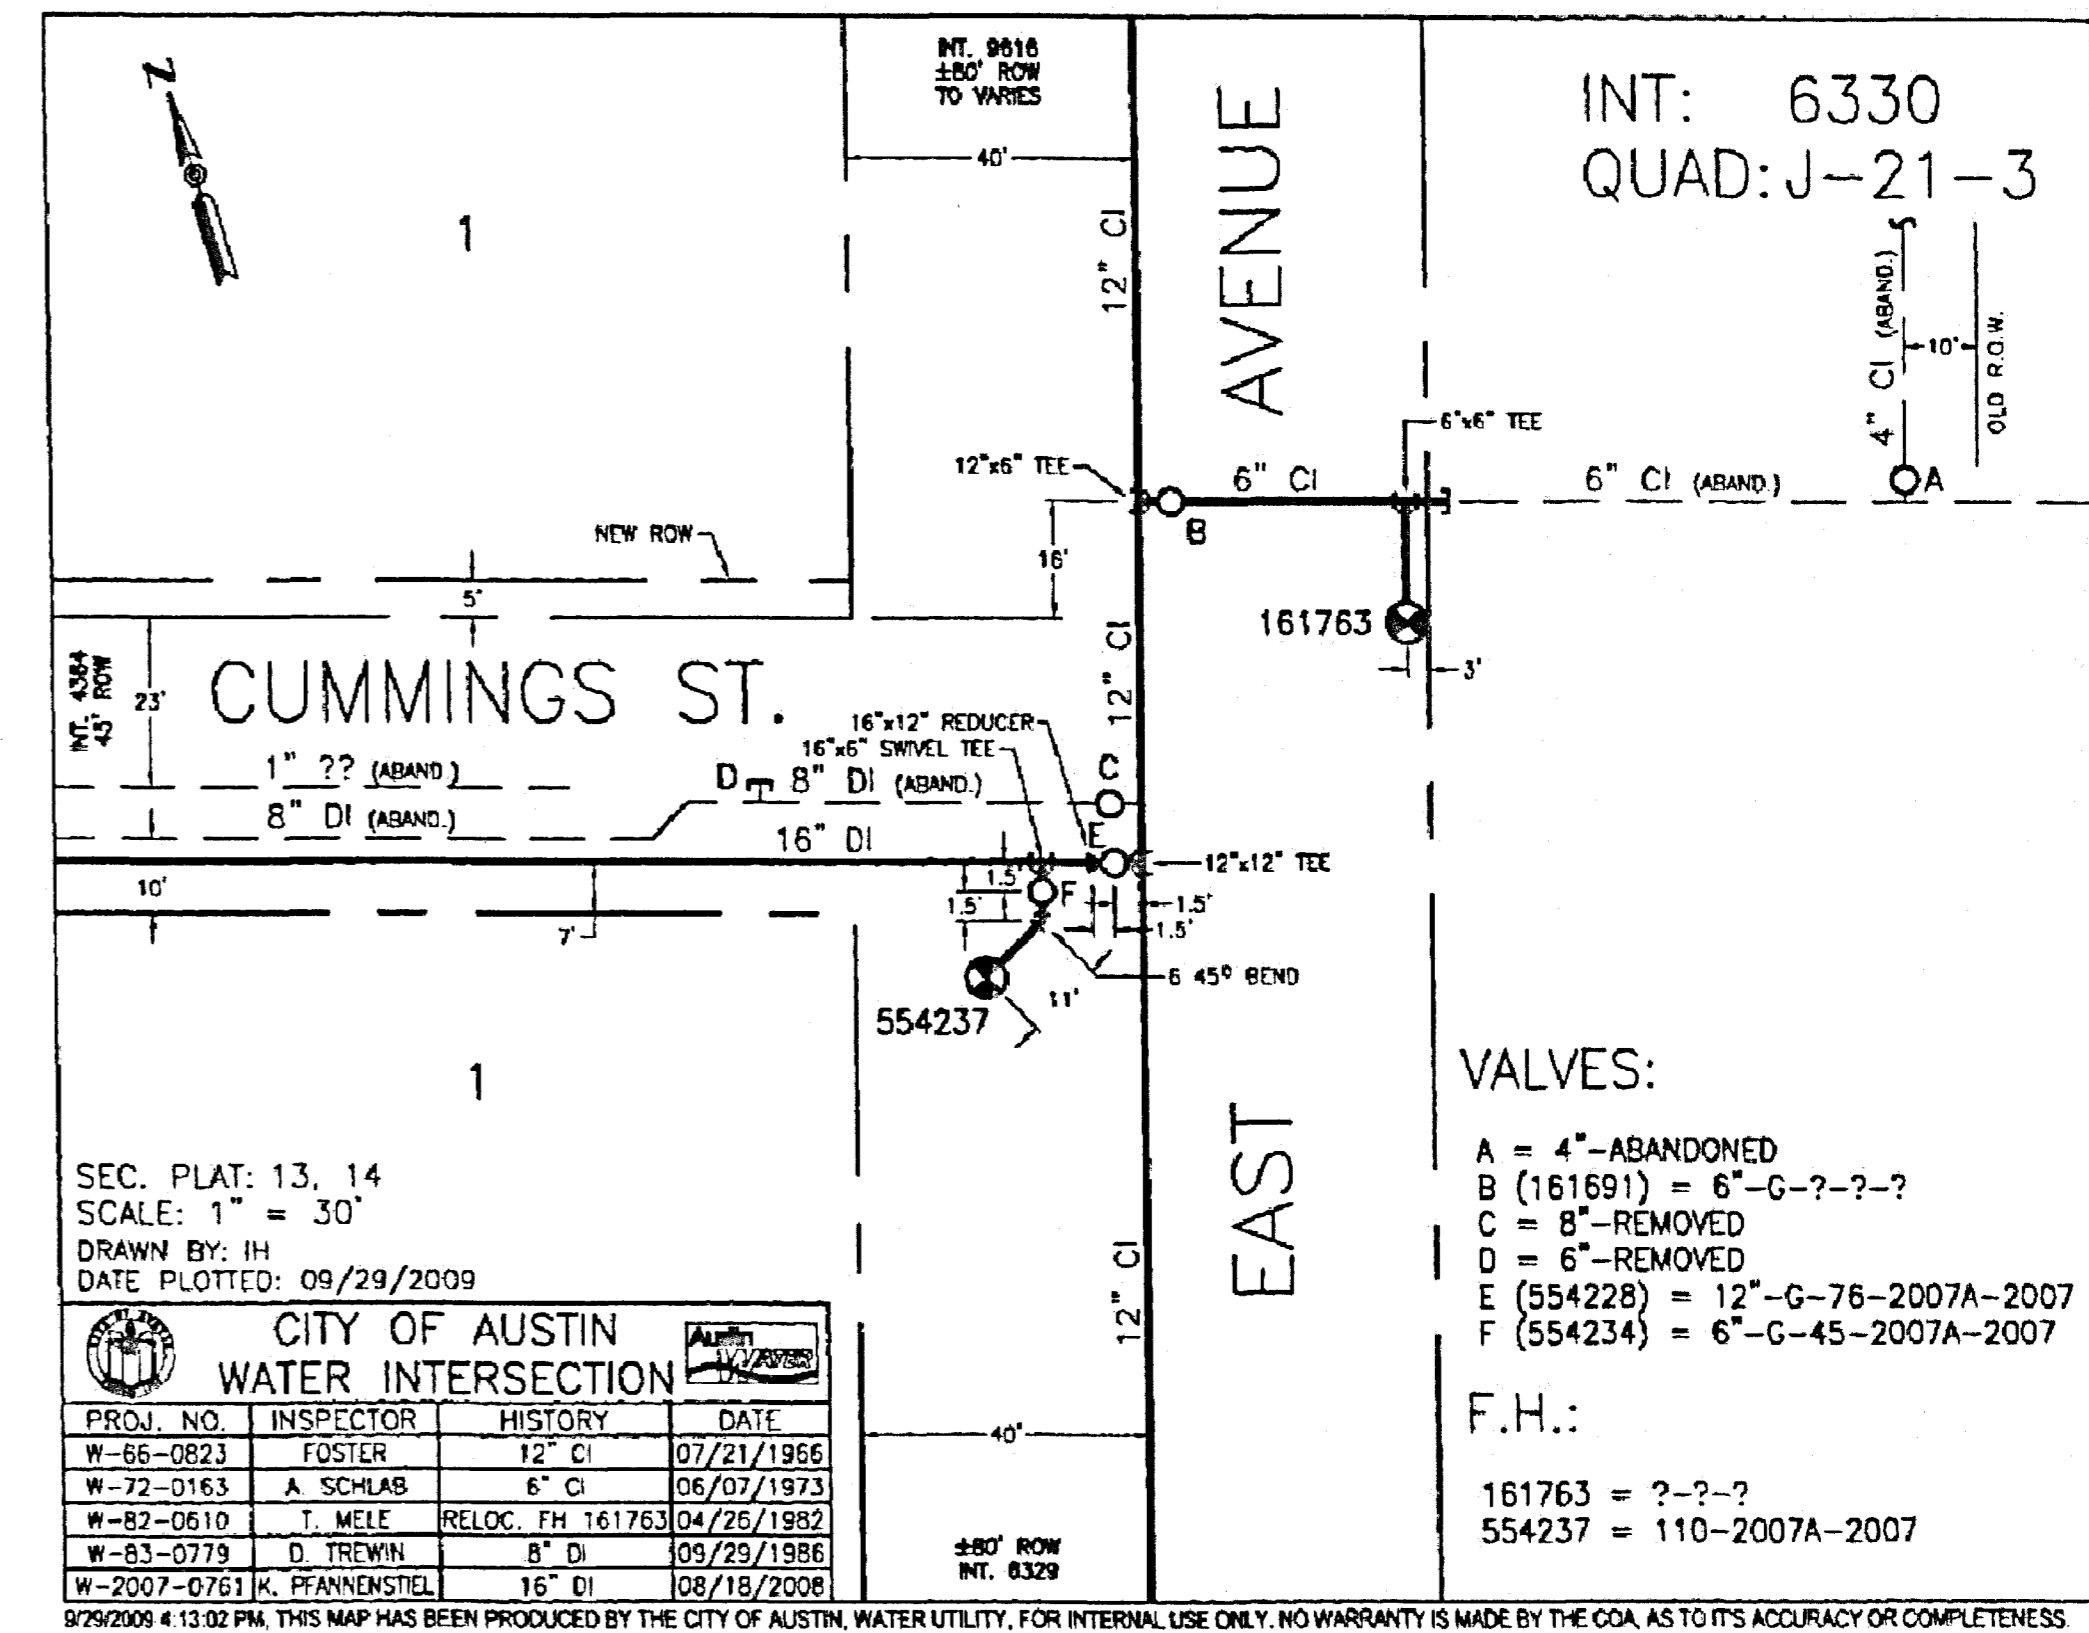 N
INT. 9616
±80' ROW
TO VARIES
40'
INT: 6330
QUAD: J-21-3
1
12" CI
AVENUE
4" CI (ABAND.)
10'
OLD R.O.W.
6"x6" TEE
12"x6" TEE
6" CI
6" CI (ABAND.)
A
B
NEW ROW
16'
5'
161763
3'
INT. 4364
45' ROW
23'
CUMMINGS ST.
12" CI
16"x12" REDUCER
16"x6" SWIVEL TEE
1" ?? (ABAND.)
D
8" DI (ABAND.)
C
8" DI (ABAND.)
16" DI
E
12"x12" TEE
10'
1.5'
F
1.5'
1.5'
1.5'
7'
6 45° BEND
11'
554237
1
EAST
12" CI
VALVES:
A = 4"-ABANDONED
B (161691) = 6"-G-?-?-?
C = 8"-REMOVED
D = 6"-REMOVED
E (554228) = 12"-G-76-2007A-2007
F (554234) = 6"-G-45-2007A-2007
F.H.:
161763 = ?-?-?
554237 = 110-2007A-2007
SEC. PLAT: 13, 14
SCALE: 1" = 30'
DRAWN BY: IH
DATE PLOTTED: 09/29/2009
CITY OF AUSTIN
WATER INTERSECTION
Austin
WATER
PROJ. NO. INSPECTOR HISTORY DATE
W-66-0823 FOSTER 12" CI 07/21/1966
W-72-0163 A. SCHLAB 6" CI 06/07/1973
W-82-0610 T. MELE RELOC. FH 161763 04/26/1982
W-83-0779 D. TREWIN 8" DI 09/29/1986
W-2007-0761 K. PFANNENSTIEL 16" DI 08/18/2008
40'
±80' ROW
INT. 6329
9/29/2009 4:13:02 PM, THIS MAP HAS BEEN PRODUCED BY THE CITY OF AUSTIN, WATER UTILITY, FOR INTERNAL USE ONLY. NO WARRANTY IS MADE BY THE COA, AS TO IT'S ACCURACY OR COMPLETENESS.